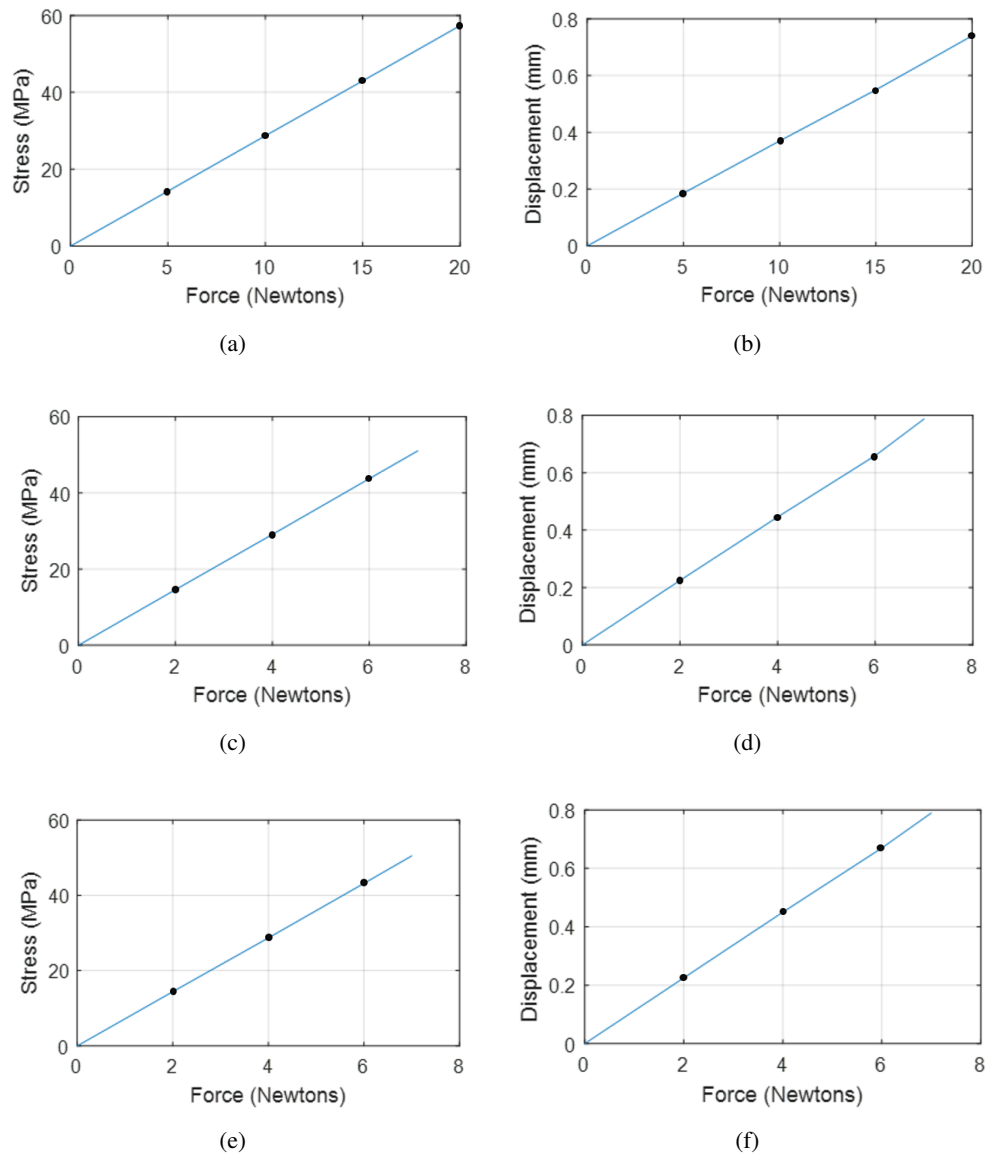 60
40
20
0
Stress (MPa)
0 5 10 15 20
Force (Newtons)
(a)
0.8
0.6
0.4
0.2
0
Displacement (mm)
0 5 10 15 20
Force (Newtons)
(b)
60
40
20
0
Stress (MPa)
0 2 4 6 8
Force (Newtons)
(c)
0.8
0.6
0.4
0.2
0
Displacement (mm)
0 2 4 6 8
Force (Newtons)
(d)
60
40
20
0
Stress (MPa)
0 2 4 6 8
Force (Newtons)
(e)
0.8
0.6
0.4
0.2
0
Displacement (mm)
0 2 4 6 8
Force (Newtons)
(f)